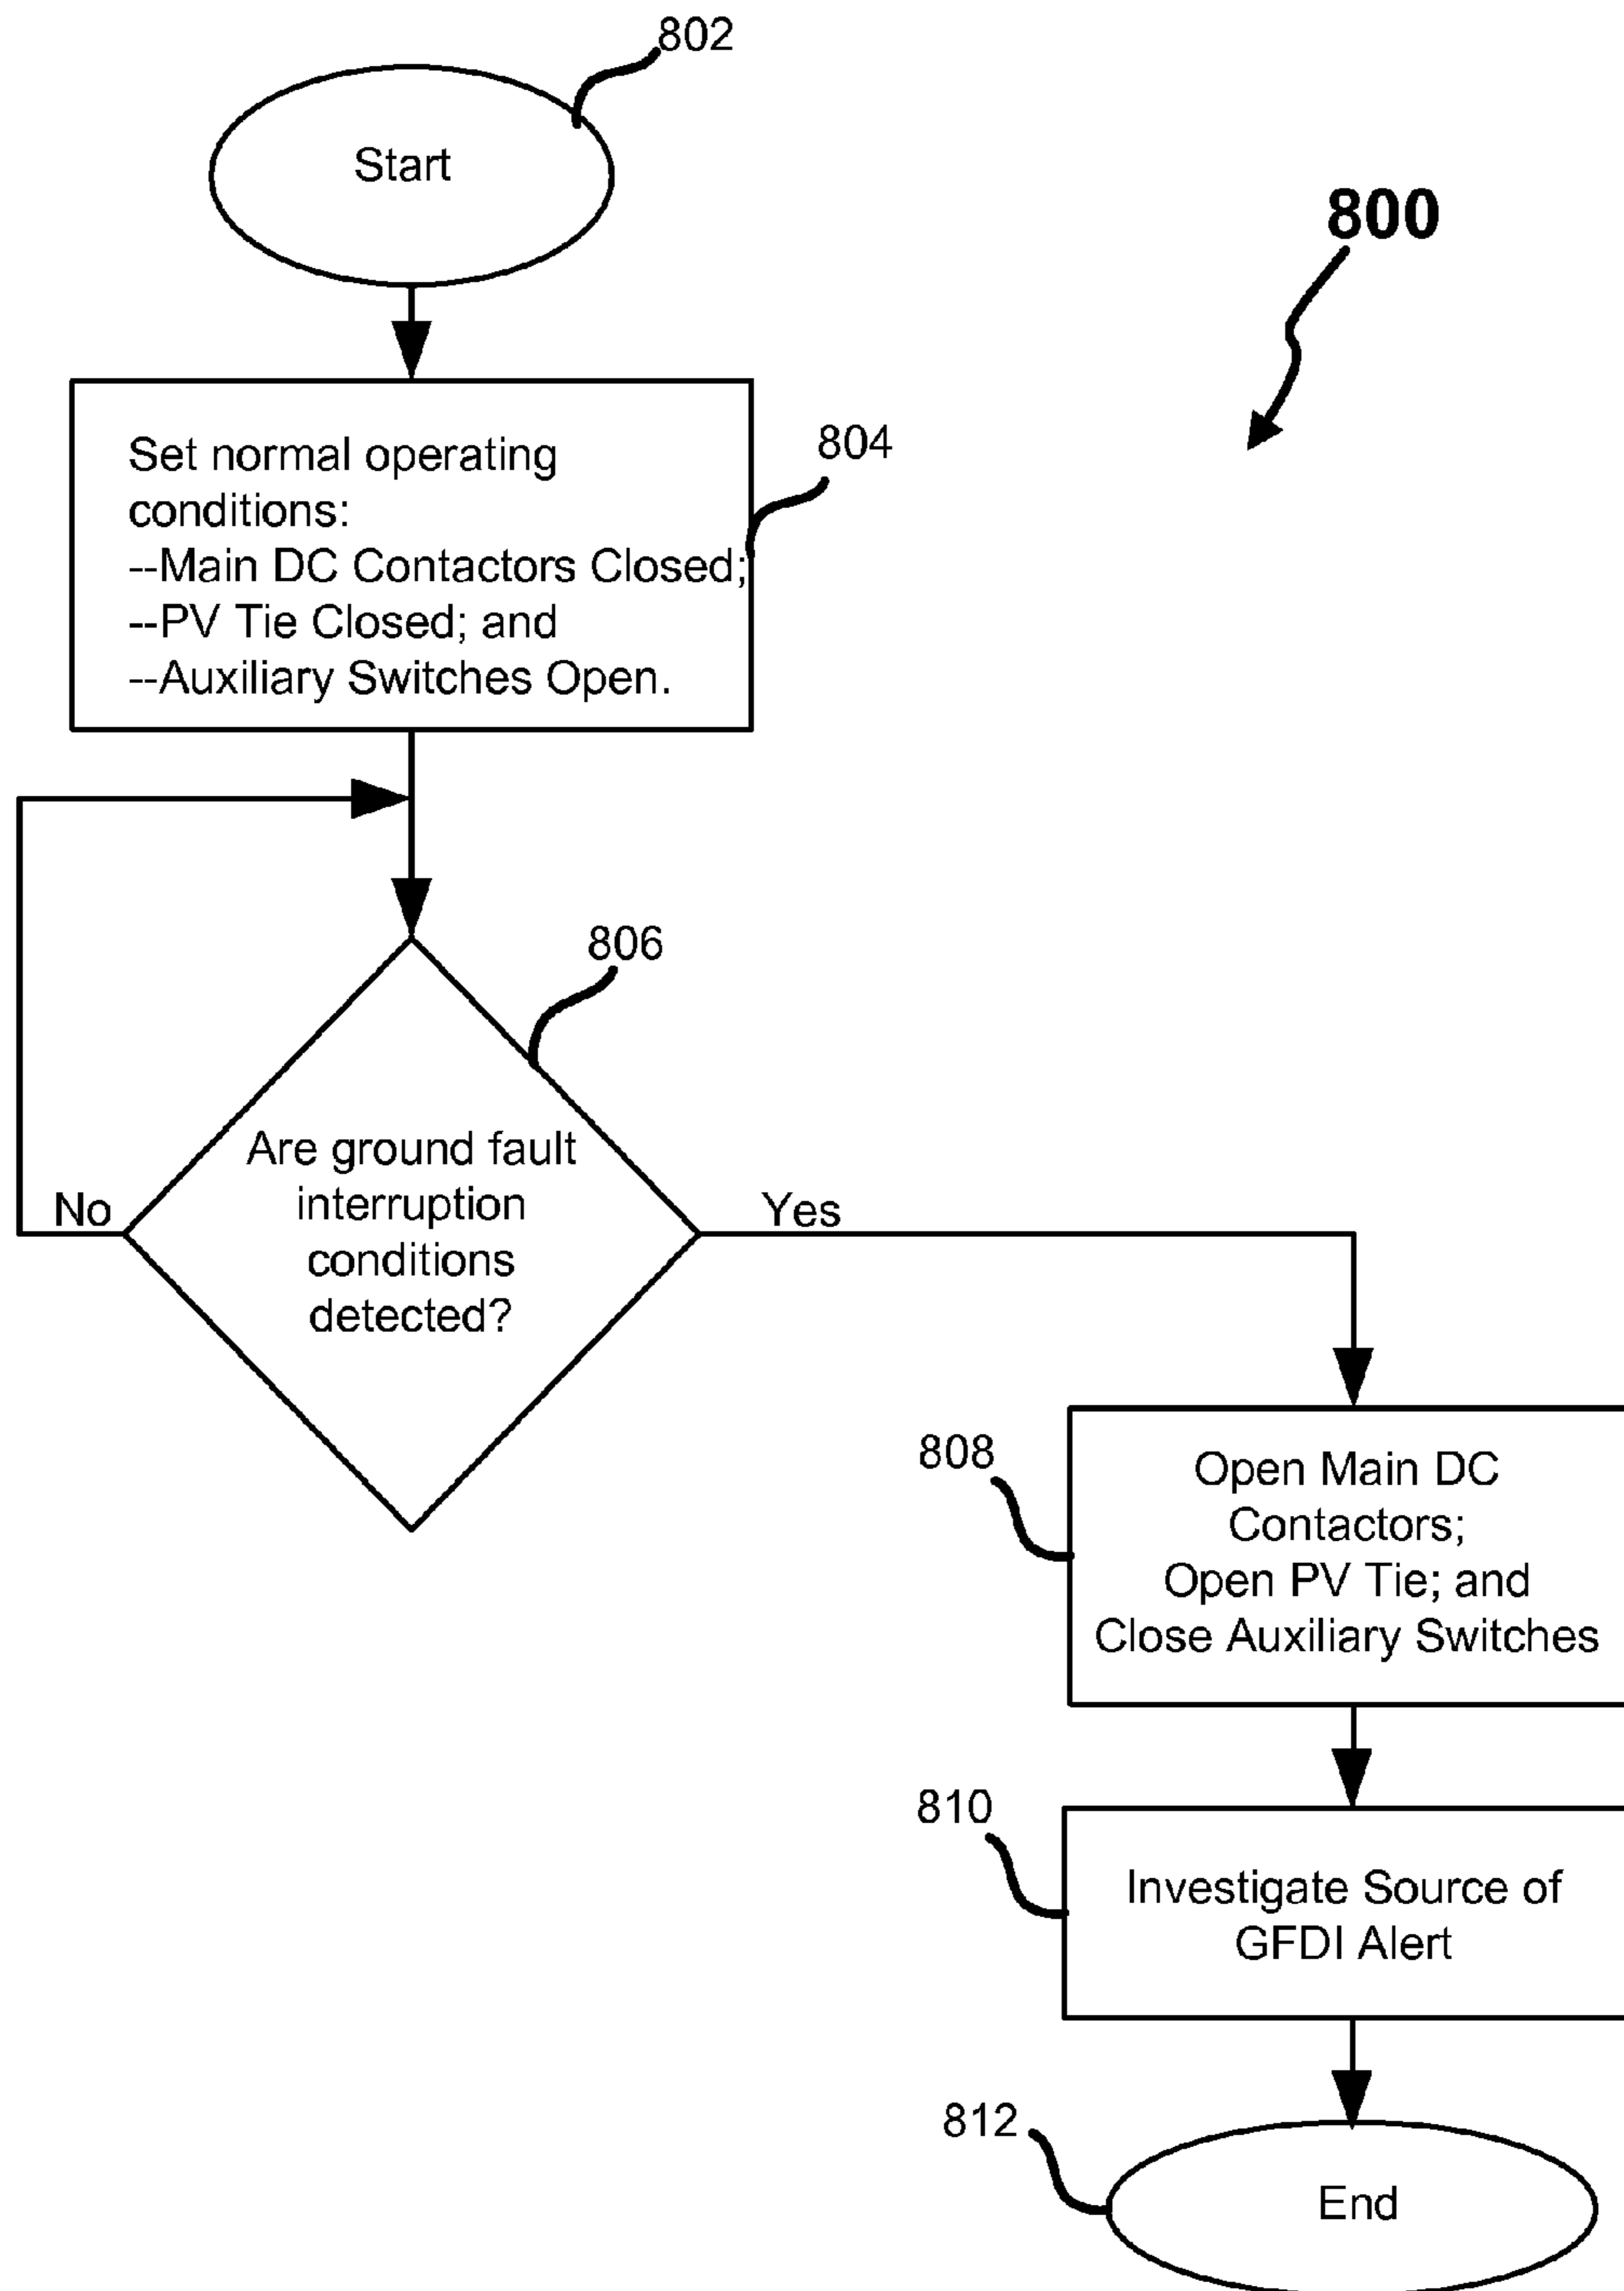 802
Start
800
Set normal operating
conditions:
--Main DC Contactors Closed;
--PV Tie Closed; and
--Auxiliary Switches Open.
804
806
Are ground fault
interruption
conditions
detected?
No
Yes
808
Open Main DC
Contactors;
Open PV Tie; and
Close Auxiliary Switches
810
Investigate Source of
GFDI Alert
812
End